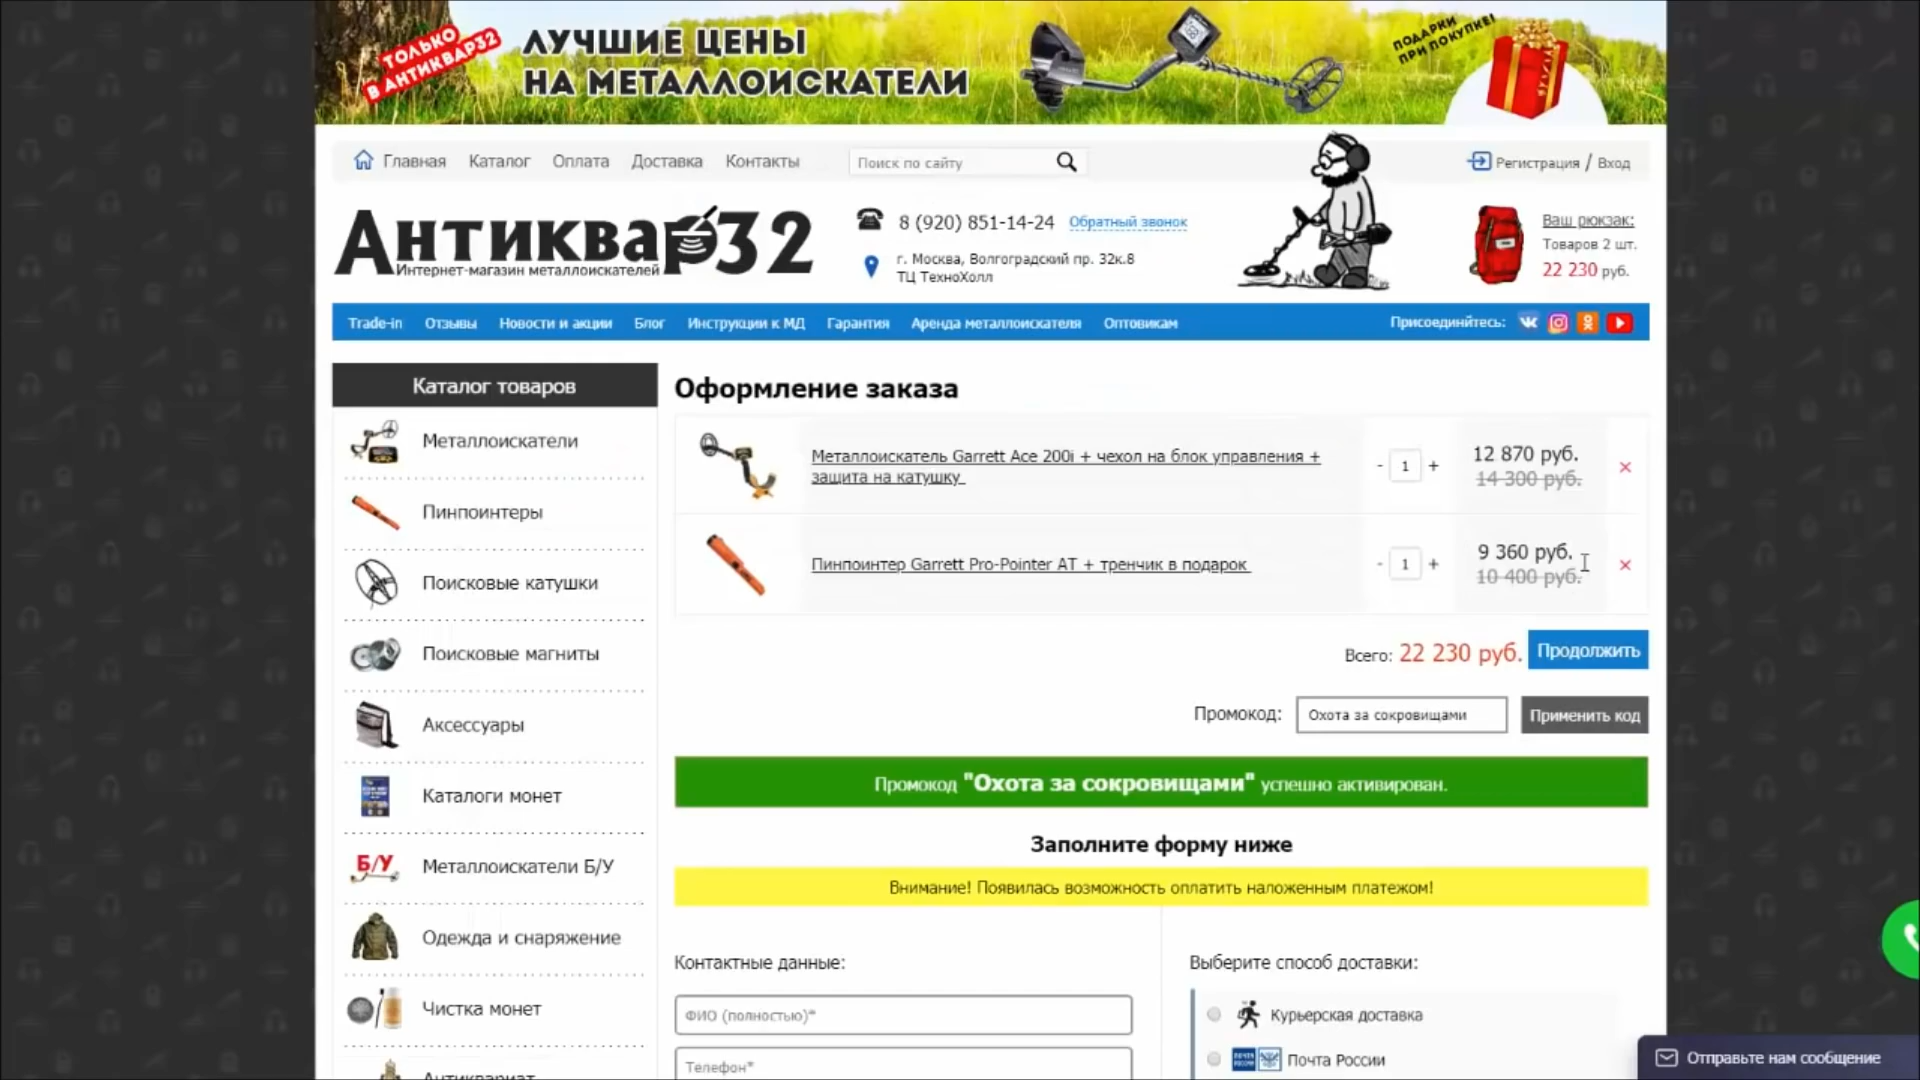 ТОЛЬКО
В АНТИКВАР32
ЛУЧШИЕ ЦЕНЫ
НА МЕТАЛЛОИСКАТЕЛИ
ПОДАРКИ
ПРИ ПОКУПКЕ!
Главная Каталог Оплата Доставка Контакты
Поиск по сайту
Регистрация / Вход
Антиквар32
Интернет-магазин металлоискателей
8 (920) 851-14-24 Обратный звонок
г. Москва, Волгоградский пр. 32к.8
ТЦ ТехноХолл
Ваш рюкзак:
Товаров 2 шт.
22 230 руб.
Trade-in Отзывы Новости и акции Блог Инструкции к МД Гарантия Аренда металлоискателя Оптовикам
Присоединйтесь:
Каталог товаров
Металлоискатели
Пинпоинтеры
Поисковые катушки
Поисковые магниты
Аксессуары
Каталоги монет
Б/У
Металлоискатели Б/У
Одежда и снаряжение
Чистка монет
Антиквариат
Оформление заказа
Металлоискатель Garrett Ace 200i + чехол на блок управления +
защита на катушку
- 1 +
12 870 руб.
14 300 руб.
×
Пинпоинтер Garrett Pro-Pointer AT + тренчик в подарок
- 1 +
9 360 руб.
10 400 руб.
×
Всего: 22 230 руб. Продолжить
Промокод: Охота за сокровищами Применить код
Промокод "Охота за сокровищами" успешно активирован.
Заполните форму ниже
Внимание! Появилась возможность оплатить наложенным платежом!
Контактные данные:
ФИО (полностью)*
Телефон*
Выберите способ доставки:
Курьерская доставка
Почта России
Отправьте нам сообщение